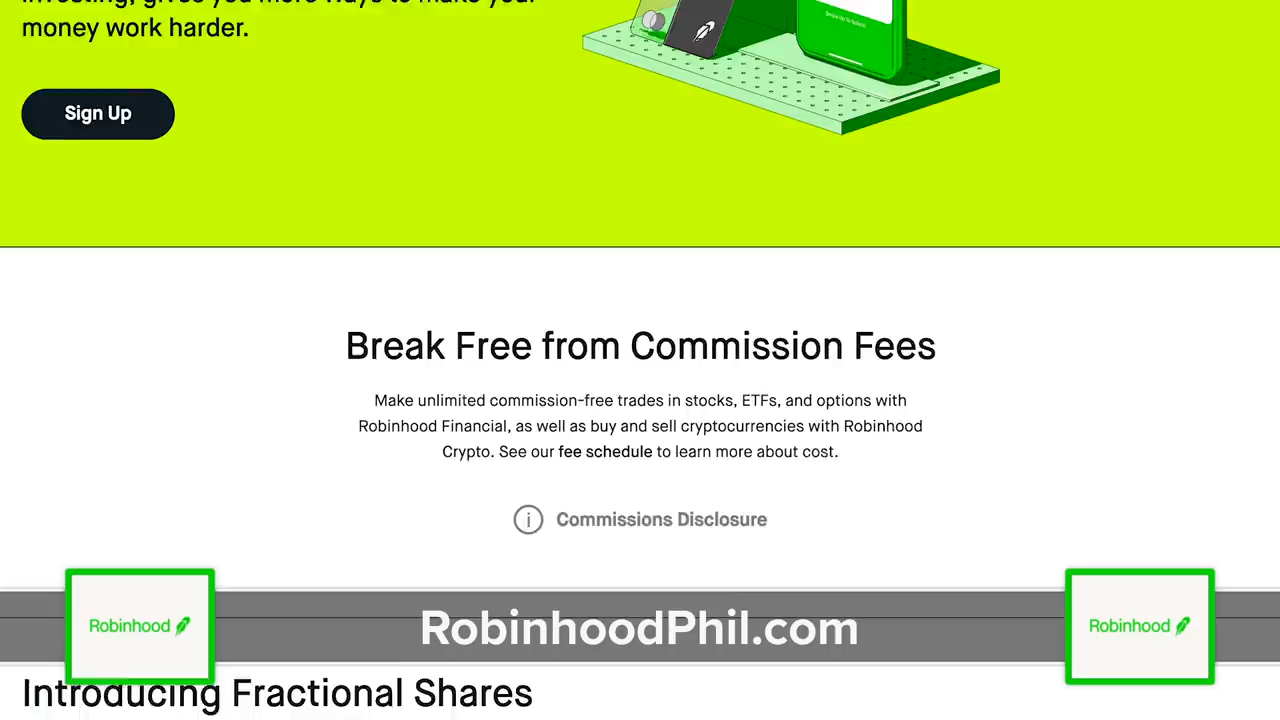 money work harder.
Sign Up
Break Free from Commission Fees
Make unlimited commission-free trades in stocks, ETFs, and options with
Robinhood Financial, as well as buy and sell cryptocurrencies with Robinhood
Crypto. See our fee schedule to learn more about cost.
Commissions Disclosure
Robinhood
RobinhoodPhil.com
Robinhood
Introducing Fractional Shares